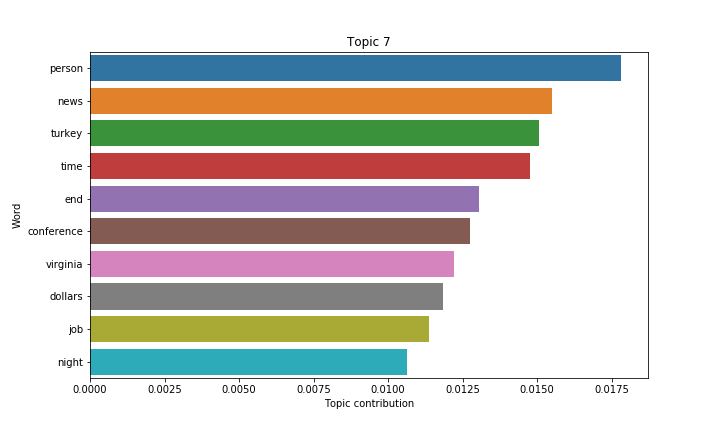 Topic 7
Word
person
news
turkey
time
end
conference
virginia
dollars
job
night
0.0000 0.0025 0.0050 0.0075 0.0100 0.0125 0.0150 0.0175
Topic contribution